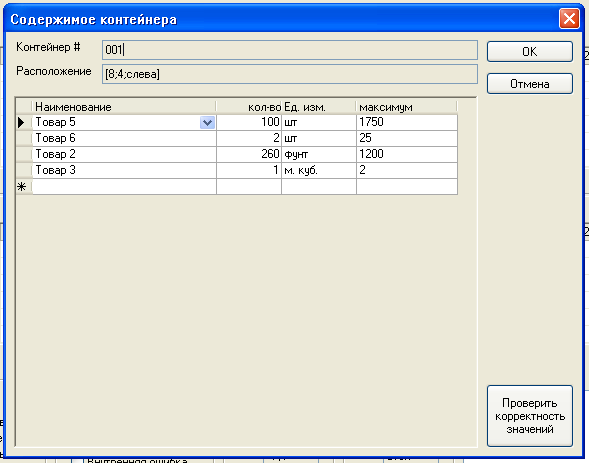 Содержимое контейнера
Контейнер # 001
OK
Расположение [8;4;слева]
Отмена
Наименование кол-во Ед. изм. максимум
Товар 5 100 шт 1750
Товар 6 2 шт 25
Товар 2 260 фунт 1200
Товар 3 1 м. куб. 2
Проверить
корректность
значений